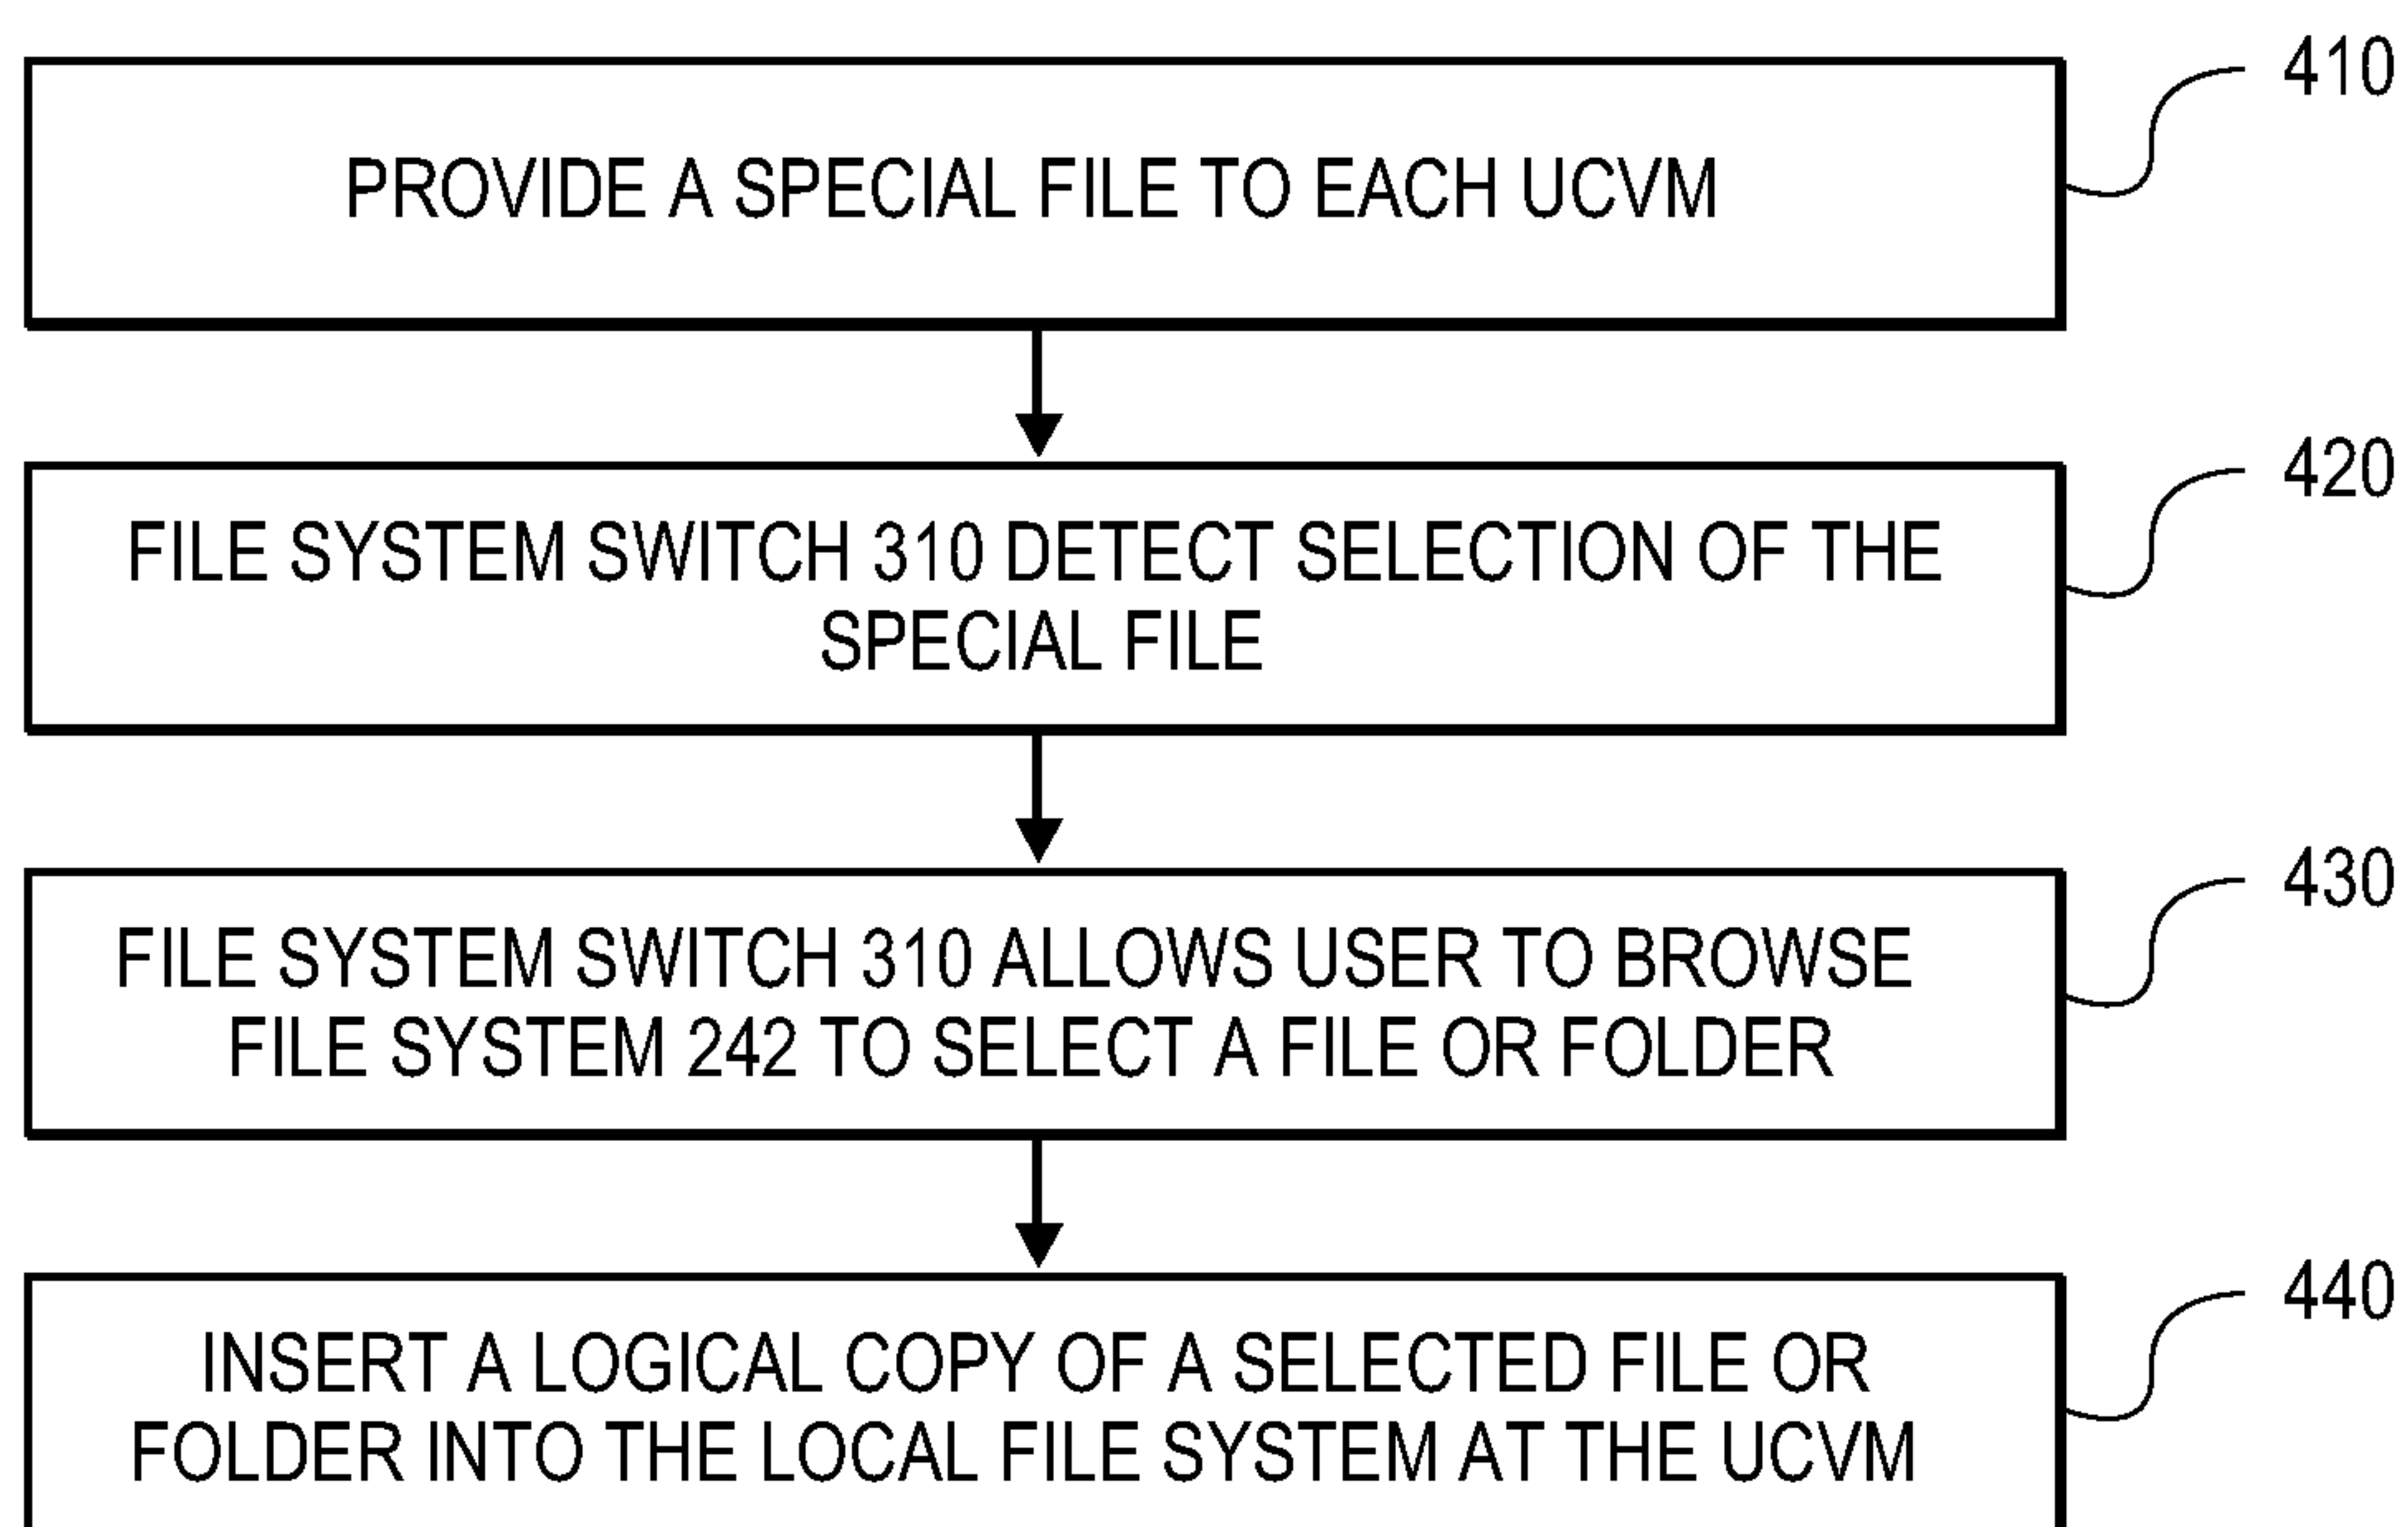 410
PROVIDE A SPECIAL FILE TO EACH UCVM
420
FILE SYSTEM SWITCH 310 DETECT SELECTION OF THE
SPECIAL FILE
430
FILE SYSTEM SWITCH 310 ALLOWS USER TO BROWSE
FILE SYSTEM 242 TO SELECT A FILE OR FOLDER
440
INSERT A LOGICAL COPY OF A SELECTED FILE OR
FOLDER INTO THE LOCAL FILE SYSTEM AT THE UCVM